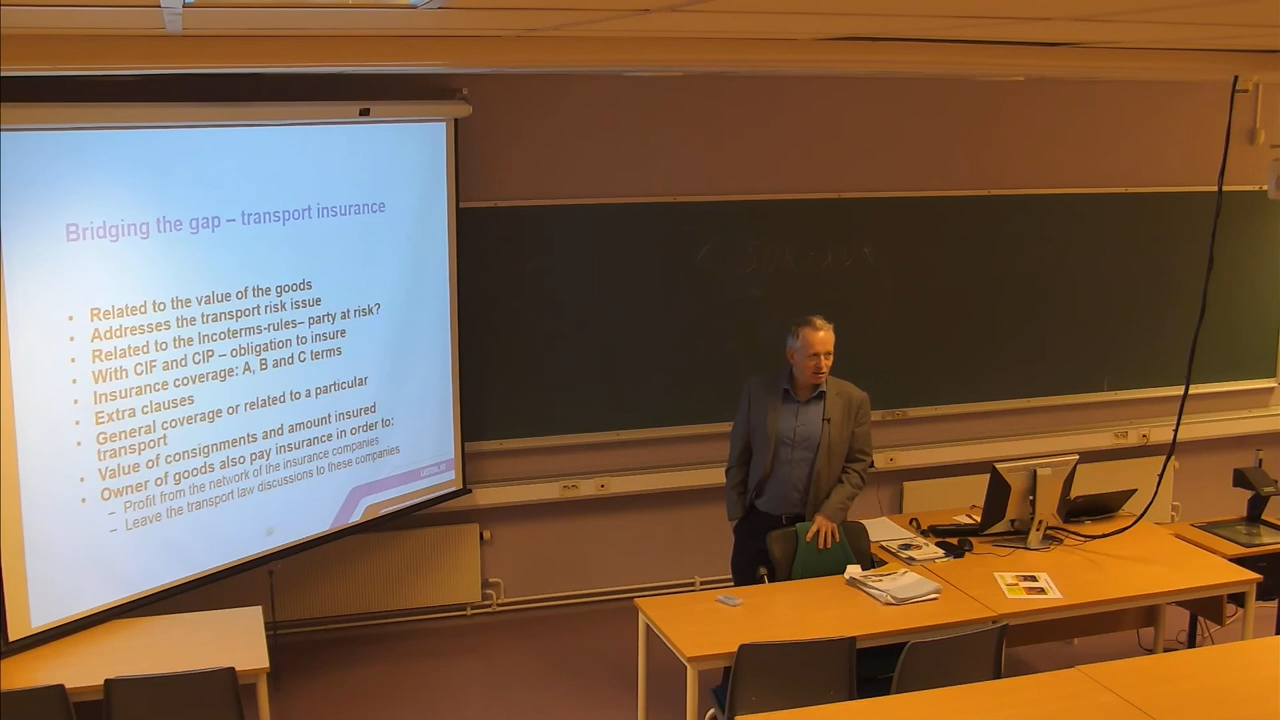 Bridging the gap – transport insurance
• Related to the value of the goods
• Addresses the transport risk issue
• Related to the Incoterms-rules– party at risk?
• With CIF and CIP – obligation to insure
• Insurance coverage: A, B and C terms
• Extra clauses
• General coverage or related to a particular
transport
• Value of consignments and amount insured
• Owner of goods also pay insurance in order to:
– Profit from the network of the insurance companies
– Leave the transport law discussions to these companies